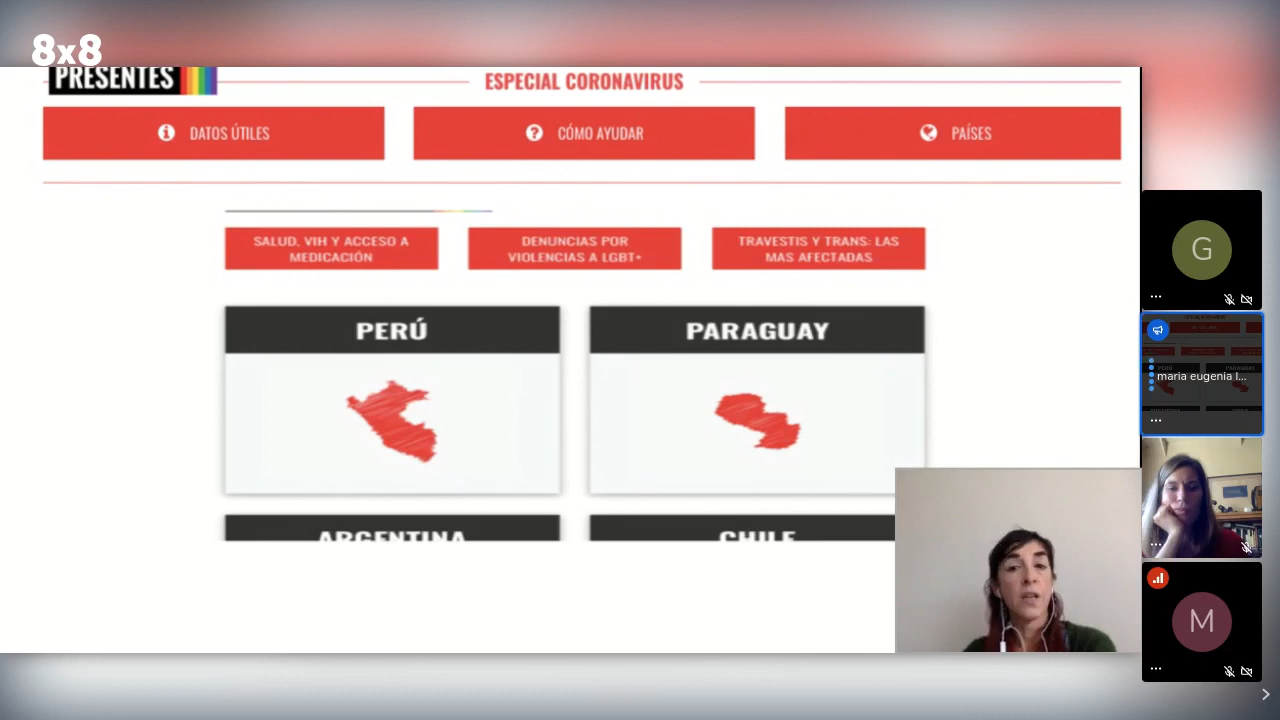 8x8
PRESENTES
ESPECIAL CORONAVIRUS
DATOS ÚTILES
CÓMO AYUDAR
PAÍSES
SALUD, VIH Y ACCESO A
MEDICACIÓN
DENUNCIAS POR
VIOLENCIAS A LGBT+
TRAVESTIS Y TRANS: LAS
MAS AFECTADAS
PERÚ
PARAGUAY
ARGENTINA
CHILE
G
maria eugenia l...
M